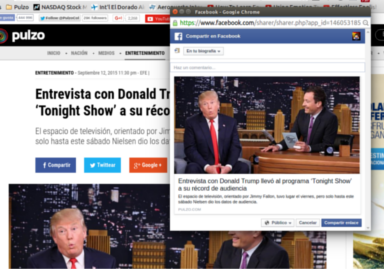 Pulzo
NASDAQ Stock
Int'l El Dorado
Facebook - Google Chrome
https://www.facebook.com/sharer/sharer.php?app_id=146053185
Compartir en Facebook
En tu biografía
Haz un comentario...
pulzo
INICIO
NACIÓN
MEDIOS
ENTRETENIMIENTO
ENTRETENIMIENTO - Septiembre 12, 2015 11:30 pm - (EFE)
Entrevista con Donald Tr
'Tonight Show' a su réco
El espacio de televisión, orientado por Jim
solo hasta este sábado Nielsen dio los dato
Compartir
Twittear
Google+
Entrevista con Donald Trump llevó al programa 'Tonight Show'
a su récord de audiencia
El espacio de televisión, orientado por Jimmy Fallon, tuvo lugar el viernes, pero solo hasta este
sábado Nielsen dio los datos de audiencia.
PULZO.COM
Público
Cancelar
Compartir enlace